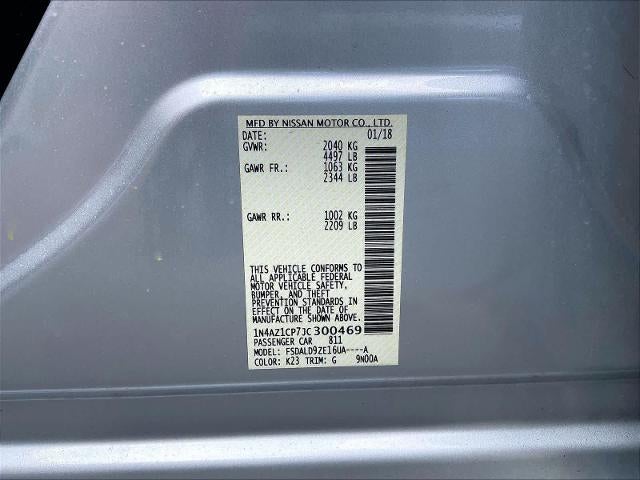 MFD BY NISSAN MOTOR CO., LTD.
DATE: 01/18
GVWR: 2040 KG
4497 LB
GAWR FR.: 1063 KG
2344 LB
GAWR RR.: 1002 KG
2209 LB
THIS VEHICLE CONFORMS TO
ALL APPLICABLE FEDERAL
MOTOR VEHICLE SAFETY,
BUMPER, AND THEFT
PREVENTION STANDARDS IN
EFFECT ON THE DATE OF
MANUFACTURE SHOWN ABOVE.
1N4AZ1CP7JC300469
PASSENGER CAR 811
MODEL: FSDALD9ZE16UA----A
COLOR: K23 TRIM: G 9N00A